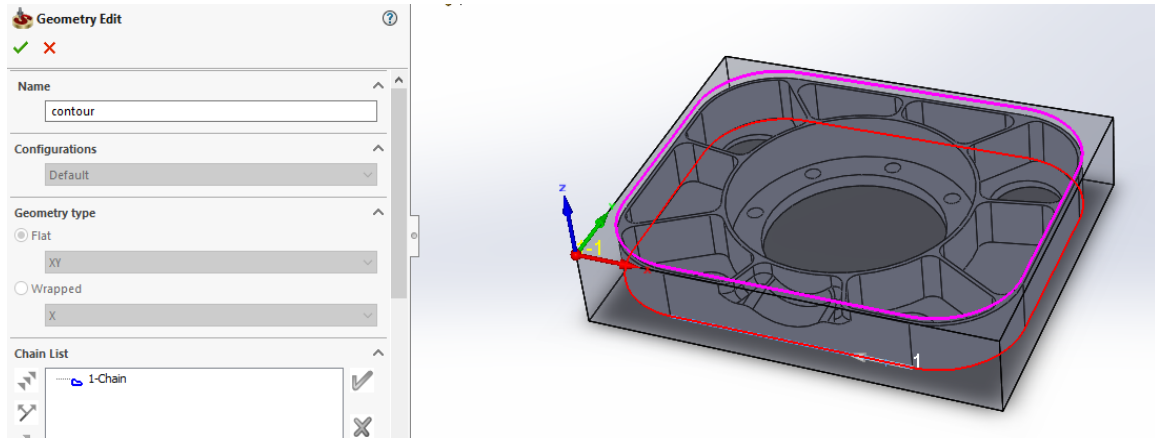 Geometry Edit
Name
contour
Configurations
Default
Geometry type
Flat
XY
Wrapped
X
Chain List
1-Chain
z
x
-1
1